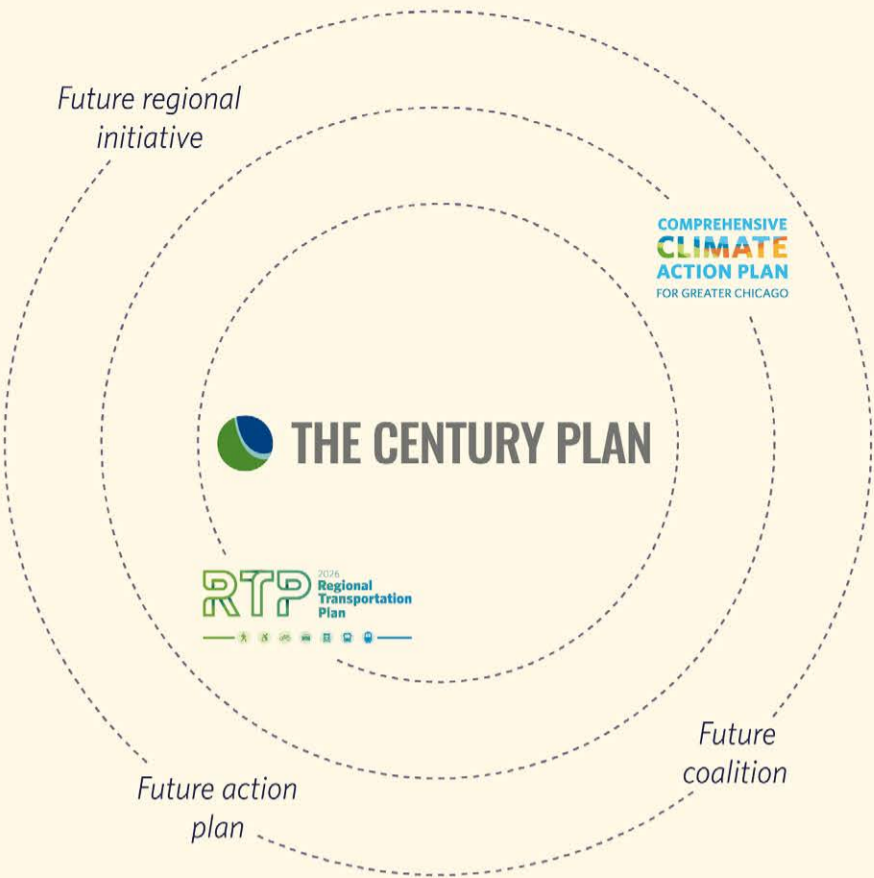 Future regional
initiative
COMPREHENSIVE
CLIMATE
ACTION PLAN
FOR GREATER CHICAGO
THE CENTURY PLAN
RTP
2026
Regional
Transportation
Plan
Future
coalition
Future action
plan